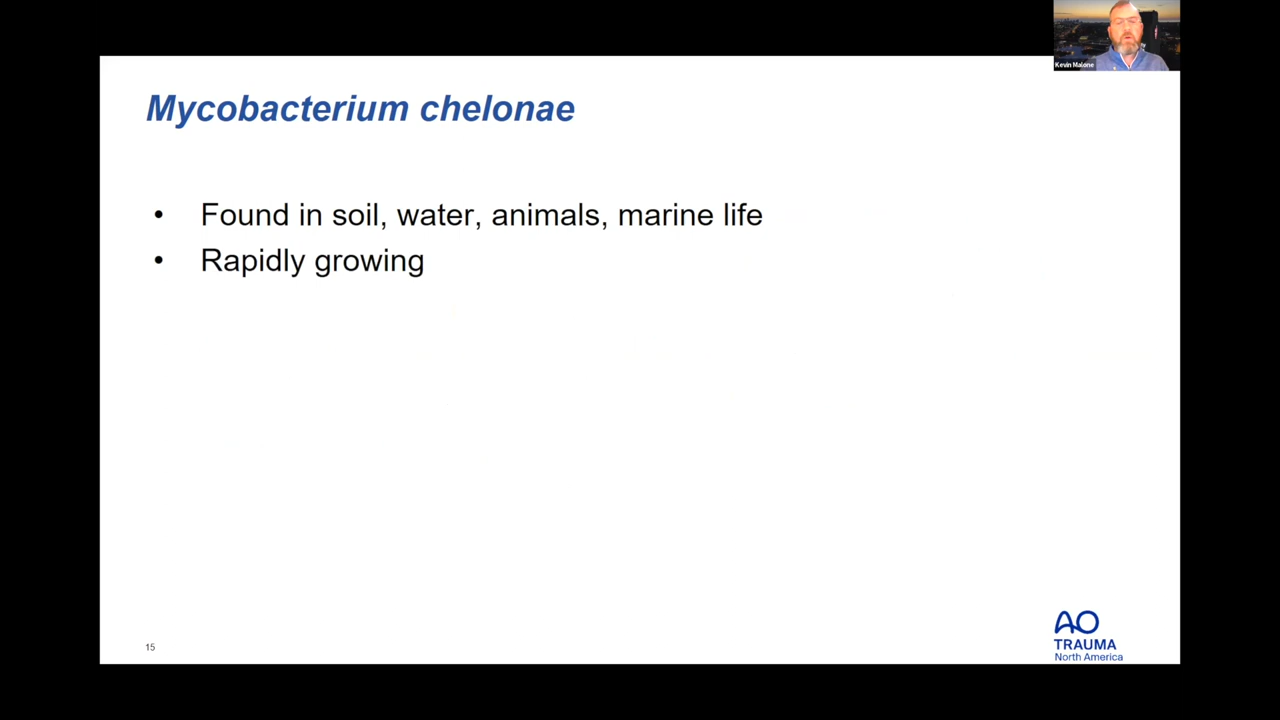 Kevin Malone
Mycobacterium chelonae
• Found in soil, water, animals, marine life
• Rapidly growing
15
AO
TRAUMA
North America